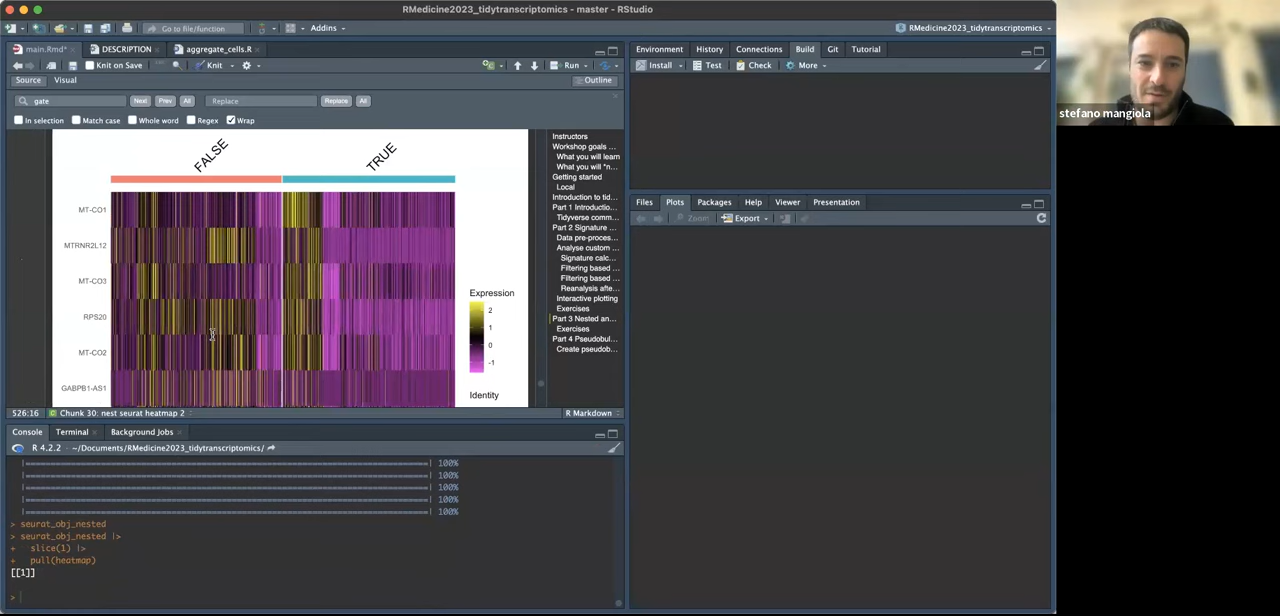 RMedicine2023_tidytranscriptomics - master - RStudio
Go to file/function
Addins
RMedicine2023_tidytranscriptomics
main.Rmd*
DESCRIPTION
aggregate_cells.R
Knit on Save
Knit
Run
Source
Visual
Outline
gate
Next
Prev
All
Replace
Replace
All
In selection
Match case
Whole word
Regex
Wrap
FALSE
TRUE
MT-CO1
MTRNR2L12
MT-CO3
RPS20
MT-CO2
GABPB1-AS1
Expression
2
1
0
-1
Identity
Instructors
Workshop goals ...
What you will learn
What you will *n...
Getting started
Local
Introduction to tid...
Part 1 Introductio...
Tidyverse comm...
Part 2 Signature ...
Data pre-proces...
Analyse custom ...
Signature calc...
Filtering based ...
Filtering based ...
Reanalysis afte...
Interactive plotting
Exercises
Part 3 Nested an...
Exercises
Part 4 Pseudobul...
Create pseudob...
526:16
Chunk 30: nest seurat heatmap 2
R Markdown
Console
Terminal
Background Jobs
R 4.2.2 · ~/Documents/RMedicine2023_tidytranscriptomics/
|======================================================================| 100%
|======================================================================| 100%
|======================================================================| 100%
|======================================================================| 100%
|======================================================================| 100%
> seurat_obj_nested
> seurat_obj_nested |>
+ slice(1) |>
+ pull(heatmap)
[[1]]
>
Environment
History
Connections
Build
Git
Tutorial
Install
Test
Check
More
Files
Plots
Packages
Help
Viewer
Presentation
Zoom
Export
stefano mangiola